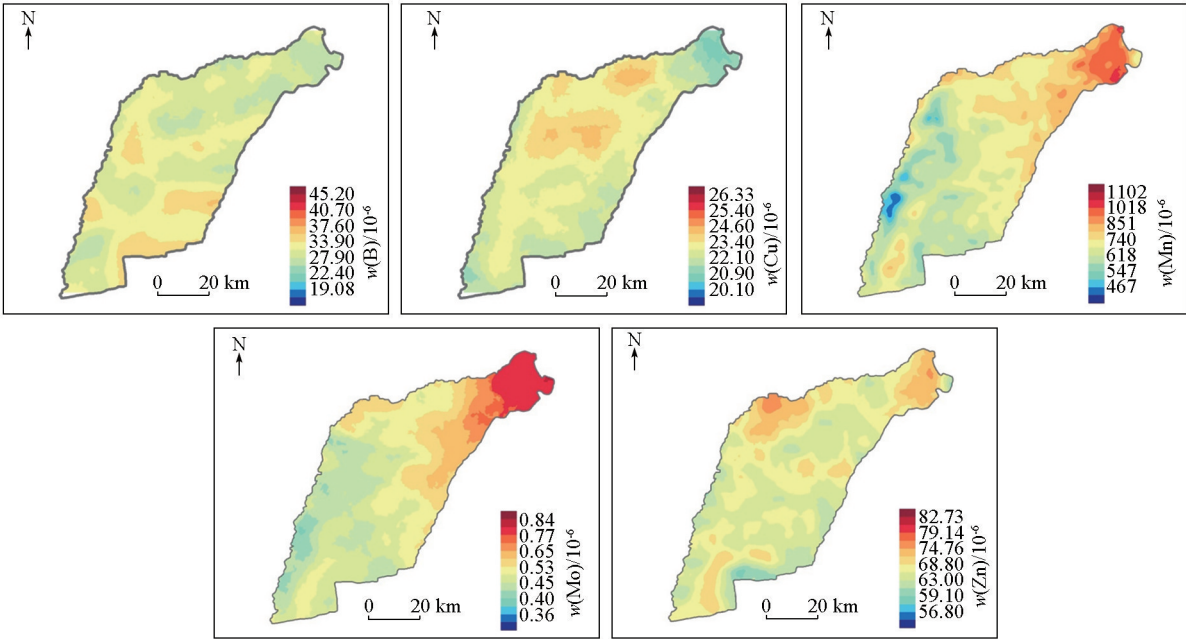 N
45.20
40.70
37.60
33.90
29.90
22.40
19.08
w(B)/10⁻⁶
0 20 km
N
26.33
25.40
24.60
23.40
22.10
20.90
20.10
w(Cu)/10⁻⁶
0 20 km
N
1102
1018
851
740
618
547
467
w(Mn)/10⁻⁶
0 20 km
N
0.84
0.77
0.65
0.53
0.45
0.40
0.36
w(Mo)/10⁻⁶
0 20 km
N
82.73
79.14
74.76
68.80
63.00
59.10
56.80
w(Zn)/10⁻⁶
0 20 km